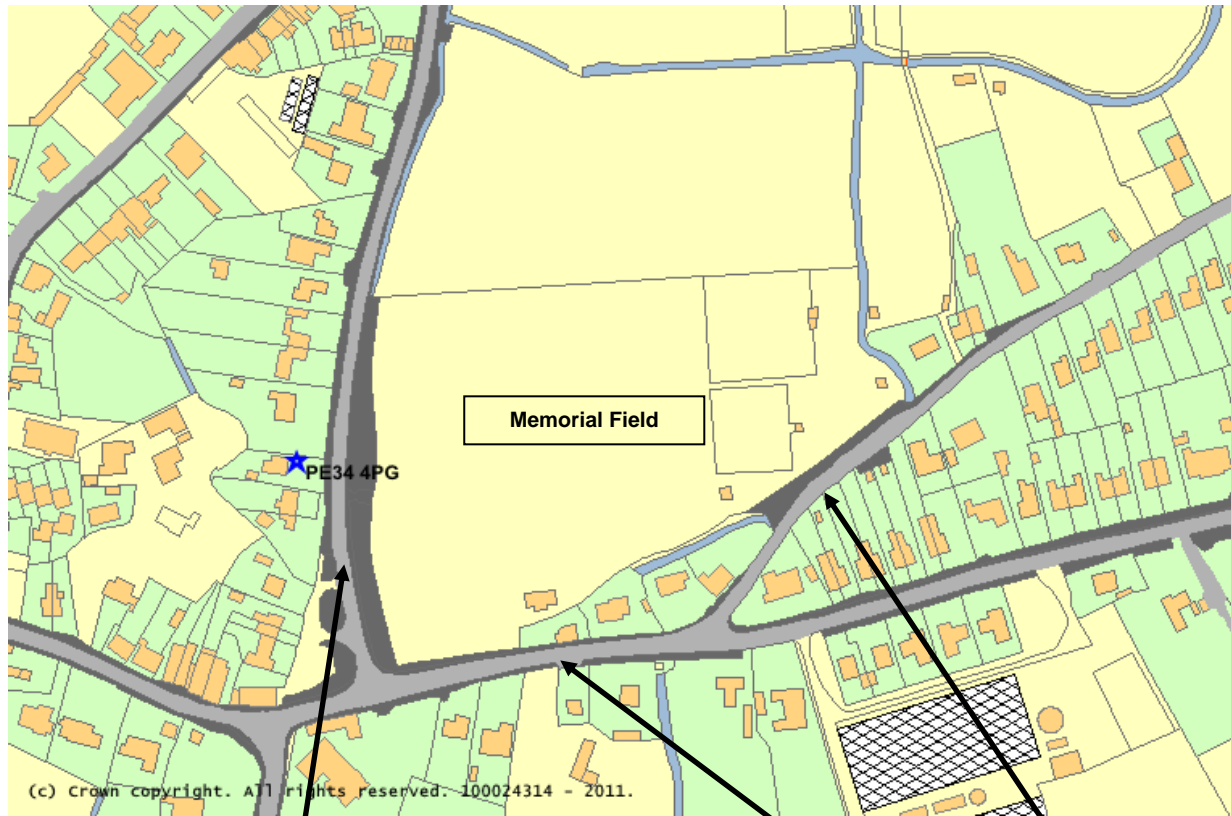 Memorial Field
PE34 4PG
(c) Crown copyright. All rights reserved. 100024314 - 2011.